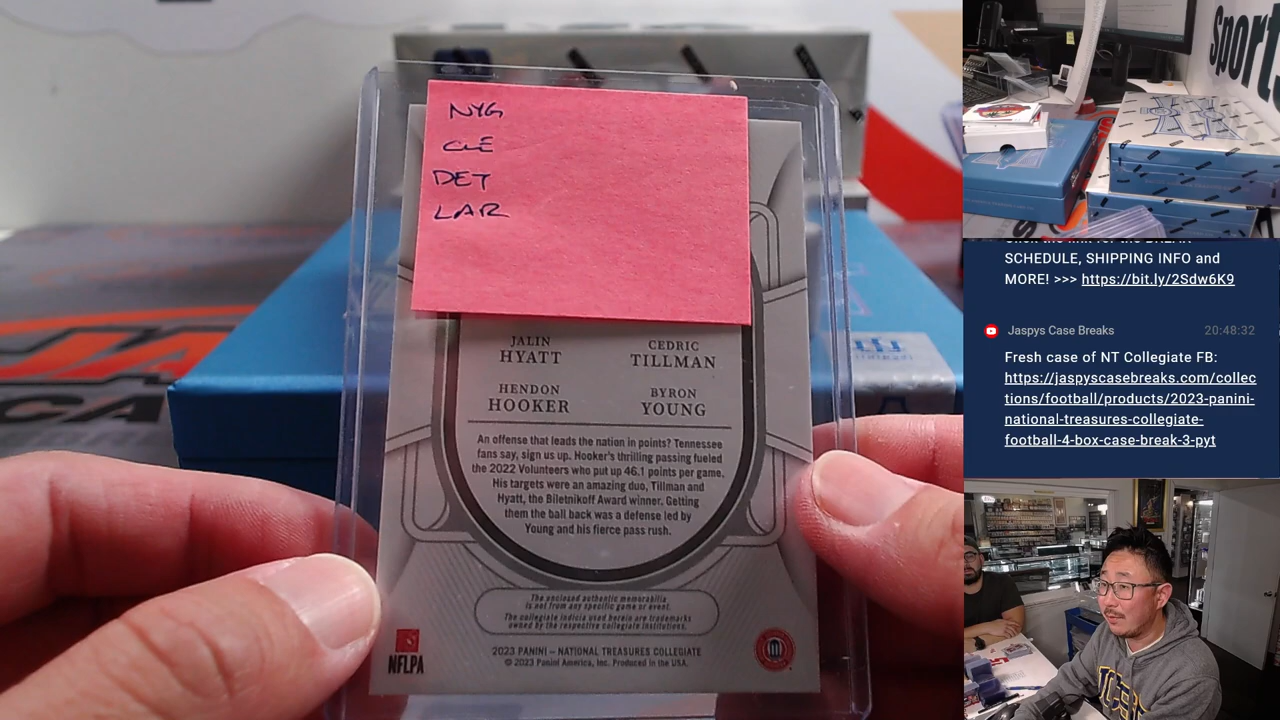 NYG
CLE
DET
LAR
JALIN
HYATT
CEDRIC
TILLMAN
HENDON
HOOKER
BYRON
YOUNG
An offense that leads the nation in points? Tennessee
fans say, sign us up. Hooker's thrilling passing fueled
the 2022 Volunteers who put up 46.1 points per game.
His targets were an amazing duo, Tillman and
Hyatt, the Biletnikoff Award winner. Getting
them the ball back was a defense led by
Young and his fierce pass rush.
The enclosed authentic memorabilia
is not from any specific game or event.
The collegiate indicia used herein are trademarks
owned by the respective collegiate institutions.
NFLPA
2023 PANINI — NATIONAL TREASURES COLLEGIATE
© 2023 Panini America, Inc. Produced in the USA.
JA
CA
Sport
SCHEDULE, SHIPPING INFO and
MORE! >>> https://bit.ly/2Sdw6K9
Jaspys Case Breaks 20:48:32
Fresh case of NT Collegiate FB:
https://jaspyscasebreaks.com/collec
tions/football/products/2023-panini-
national-treasures-collegiate-
football-4-box-case-break-3-pyt